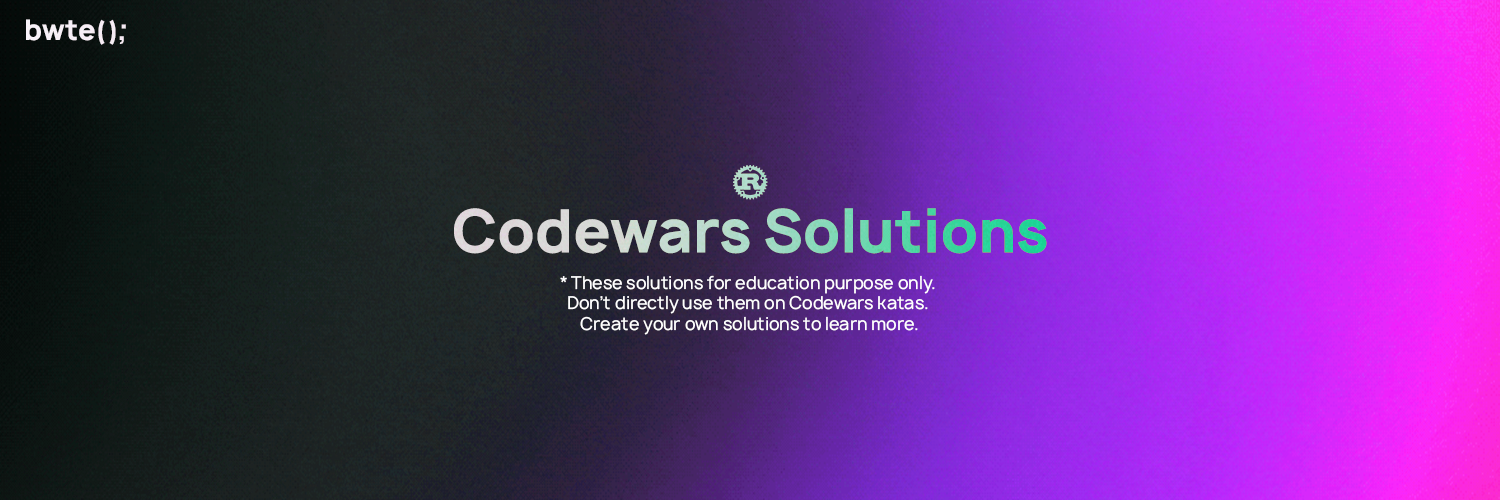 bwte();
R
Codewars Solutions
* These solutions for education purpose only.
Don't directly use them on Codewars katas.
Create your own solutions to learn more.